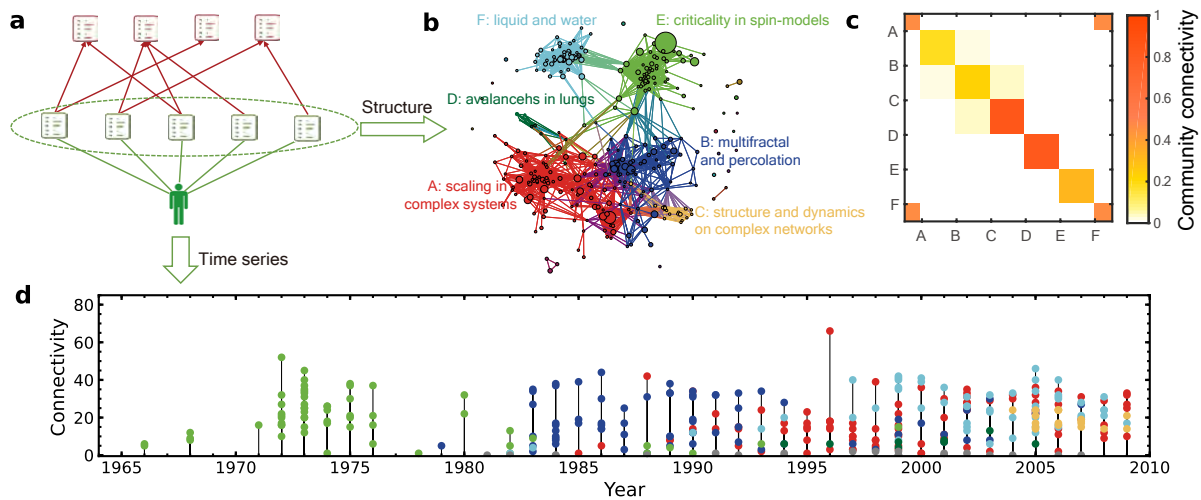 a
Structure
Time series
b
F: liquid and water
E: criticality in spin-models
D: avalanechs in lungs
B: multifractal
and percolation
A: scaling in
complex systems
C: structure and dynamics
on complex networks
c
A
B
C
D
E
F
A B C D E F
1
0.8
0.6
0.4
0.2
0
Community connectivity
d
80
60
40
20
0
Connectivity
1965 1970 1975 1980 1985 1990 1995 2000 2005 2010
Year